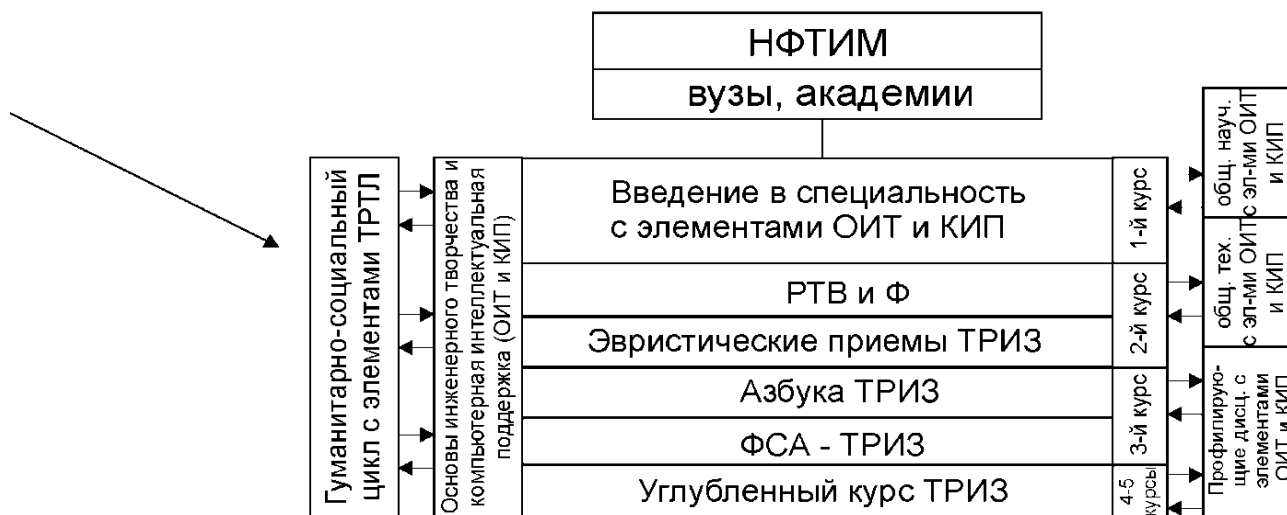 НФТИМ
вузы, академии
Гуманитарно-социальный
цикл с элементами ТРТЛ
Основы инженерного творчества и
компьютерная интеллектуальная
поддержка (ОИТ и КИП)
Введение в специальность
с элементами ОИТ и КИП
РТВ и Ф
Эвристические приемы ТРИЗ
Азбука ТРИЗ
ФСА - ТРИЗ
Углубленный курс ТРИЗ
1-й курс
2-й курс
3-й курс
4-5
курсы
общ. науч.
с эл-ми ОИТ
и КИП
общ. тех.
с эл-ми ОИТ
и КИП
Профилирую-
щие дисц. с
элементами
ОИТ и КИП